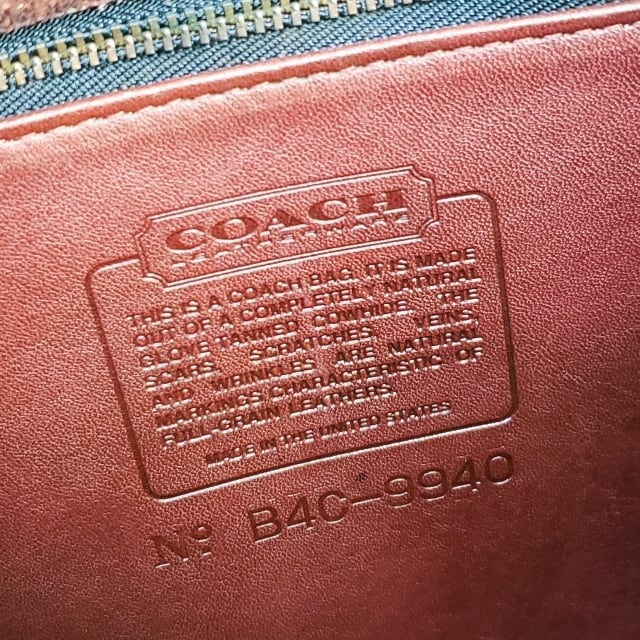 COACH
LEATHERWARE
THIS IS A COACH BAG. IT IS MADE
OUT OF A COMPLETELY NATURAL
GLOVE TANNED COWHIDE THE
SCARS, SCRATCHES, VEINS,
AND WRINKLES ARE NATURAL
MARKINGS CHARACTERISTIC OF
FULL-GRAIN LEATHERS.
MADE IN THE UNITED STATES
Nº B4C-9940